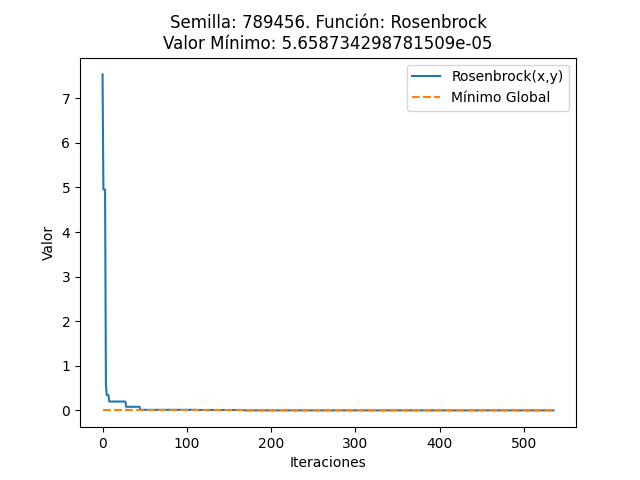 Semilla: 789456. Función: Rosenbrock
Valor Mínimo: 5.658734298781509e-05
Rosenbrock(x,y)
Mínimo Global
7
6
5
4
3
2
1
0
Valor
0 100 200 300 400 500
Iteraciones